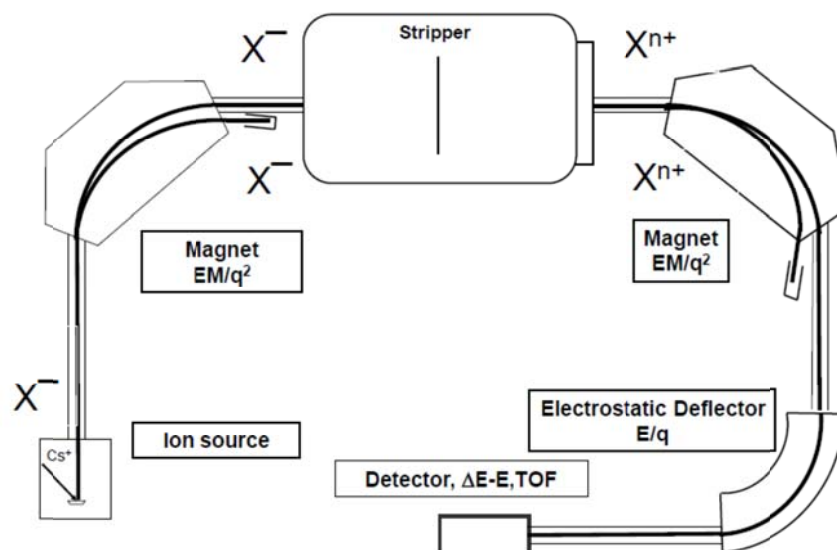 X⁻
Stripper
Xⁿ⁺
X⁻
Xⁿ⁺
Magnet
EM/q²
Magnet
EM/q²
X⁻
Electrostatic Deflector
E/q
Ion source
Cs⁺
Detector, ΔE-E,TOF